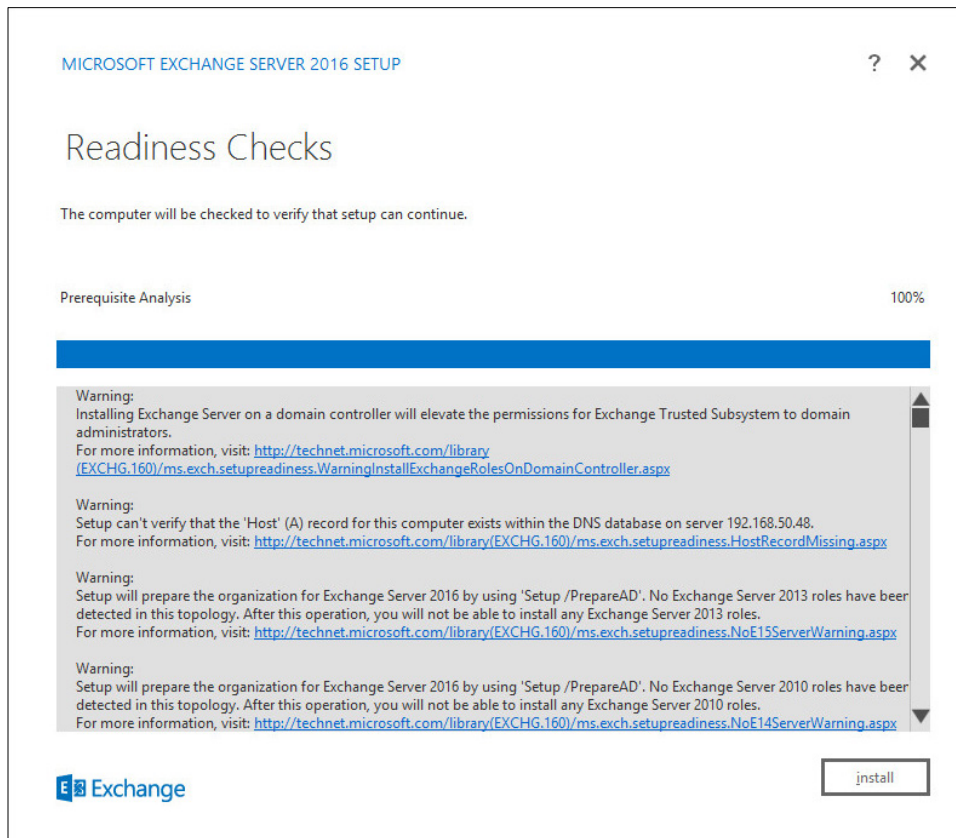 MICROSOFT EXCHANGE SERVER 2016 SETUP
? ✕
Readiness Checks
The computer will be checked to verify that setup can continue.
Prerequisite Analysis 100%
Warning:
Installing Exchange Server on a domain controller will elevate the permissions for Exchange Trusted Subsystem to domain
administrators.
For more information, visit: http://technet.microsoft.com/library
(EXCHG.160)/ms.exch.setupreadiness.WarningInstallExchangeRolesOnDomainController.aspx
Warning:
Setup can't verify that the 'Host' (A) record for this computer exists within the DNS database on server 192.168.50.48.
For more information, visit: http://technet.microsoft.com/library(EXCHG.160)/ms.exch.setupreadiness.HostRecordMissing.aspx
Warning:
Setup will prepare the organization for Exchange Server 2016 by using 'Setup /PrepareAD'. No Exchange Server 2013 roles have been
detected in this topology. After this operation, you will not be able to install any Exchange Server 2013 roles.
For more information, visit: http://technet.microsoft.com/library(EXCHG.160)/ms.exch.setupreadiness.NoE15ServerWarning.aspx
Warning:
Setup will prepare the organization for Exchange Server 2016 by using 'Setup /PrepareAD'. No Exchange Server 2010 roles have been
detected in this topology. After this operation, you will not be able to install any Exchange Server 2010 roles.
For more information, visit: http://technet.microsoft.com/library(EXCHG.160)/ms.exch.setupreadiness.NoE14ServerWarning.aspx
E Exchange
install